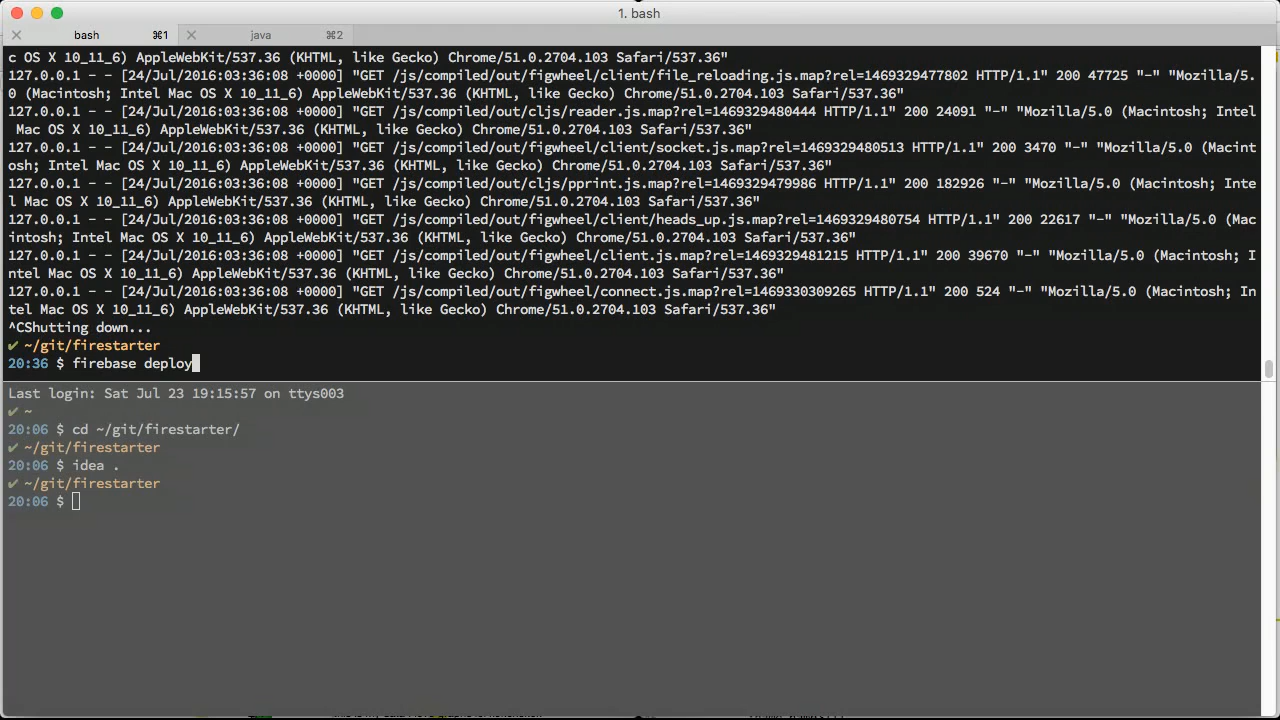 1. bash
bash ⌘1 java ⌘2
c OS X 10_11_6) AppleWebKit/537.36 (KHTML, like Gecko) Chrome/51.0.2704.103 Safari/537.36"
127.0.0.1 - - [24/Jul/2016:03:36:08 +0000] "GET /js/compiled/out/figwheel/client/file_reloading.js.map?rel=1469329477802 HTTP/1.1" 200 47725 "-" "Mozilla/5.
0 (Macintosh; Intel Mac OS X 10_11_6) AppleWebKit/537.36 (KHTML, like Gecko) Chrome/51.0.2704.103 Safari/537.36"
127.0.0.1 - - [24/Jul/2016:03:36:08 +0000] "GET /js/compiled/out/cljs/reader.js.map?rel=1469329480444 HTTP/1.1" 200 24091 "-" "Mozilla/5.0 (Macintosh; Intel
Mac OS X 10_11_6) AppleWebKit/537.36 (KHTML, like Gecko) Chrome/51.0.2704.103 Safari/537.36"
127.0.0.1 - - [24/Jul/2016:03:36:08 +0000] "GET /js/compiled/out/figwheel/client/socket.js.map?rel=1469329480513 HTTP/1.1" 200 3470 "-" "Mozilla/5.0 (Macint
osh; Intel Mac OS X 10_11_6) AppleWebKit/537.36 (KHTML, like Gecko) Chrome/51.0.2704.103 Safari/537.36"
127.0.0.1 - - [24/Jul/2016:03:36:08 +0000] "GET /js/compiled/out/cljs/pprint.js.map?rel=1469329479986 HTTP/1.1" 200 182926 "-" "Mozilla/5.0 (Macintosh; Inte
l Mac OS X 10_11_6) AppleWebKit/537.36 (KHTML, like Gecko) Chrome/51.0.2704.103 Safari/537.36"
127.0.0.1 - - [24/Jul/2016:03:36:08 +0000] "GET /js/compiled/out/figwheel/client/heads_up.js.map?rel=1469329480754 HTTP/1.1" 200 22617 "-" "Mozilla/5.0 (Mac
intosh; Intel Mac OS X 10_11_6) AppleWebKit/537.36 (KHTML, like Gecko) Chrome/51.0.2704.103 Safari/537.36"
127.0.0.1 - - [24/Jul/2016:03:36:08 +0000] "GET /js/compiled/out/figwheel/client.js.map?rel=1469329481215 HTTP/1.1" 200 39670 "-" "Mozilla/5.0 (Macintosh; I
ntel Mac OS X 10_11_6) AppleWebKit/537.36 (KHTML, like Gecko) Chrome/51.0.2704.103 Safari/537.36"
127.0.0.1 - - [24/Jul/2016:03:36:08 +0000] "GET /js/compiled/out/figwheel/connect.js.map?rel=1469330309265 HTTP/1.1" 200 524 "-" "Mozilla/5.0 (Macintosh; In
tel Mac OS X 10_11_6) AppleWebKit/537.36 (KHTML, like Gecko) Chrome/51.0.2704.103 Safari/537.36"
^CShutting down...
✔ ~/git/firestarter
20:36 $ firebase deploy
Last login: Sat Jul 23 19:15:57 on ttys003
✔ ~
20:06 $ cd ~/git/firestarter/
✔ ~/git/firestarter
20:06 $ idea .
✔ ~/git/firestarter
20:06 $